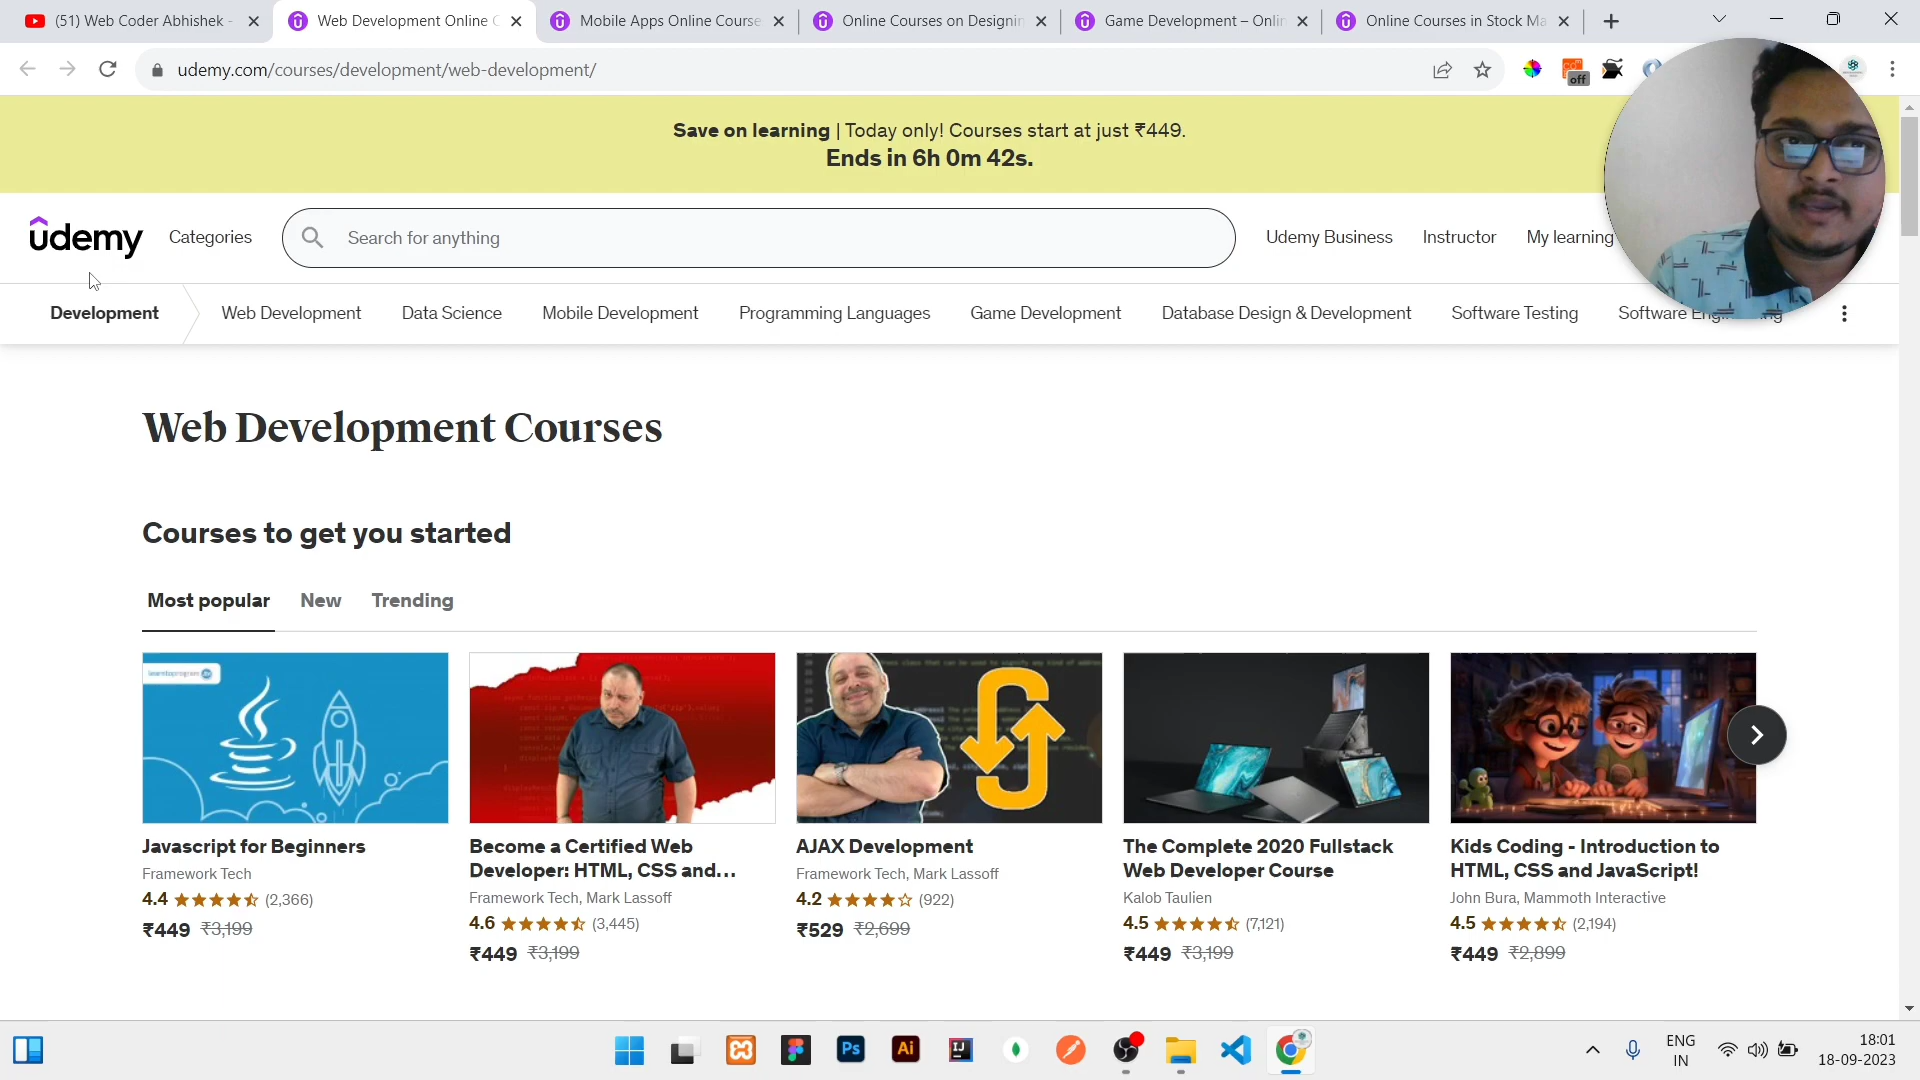 (51) Web Coder Abhishek -
Web Development Online C
Mobile Apps Online Course
Online Courses on Designin
Game Development – Onlin
Online Courses in Stock Ma
udemy.com/courses/development/web-development/
off
Save on learning | Today only! Courses start at just ₹449.
Ends in 6h 0m 42s.
udemy
Categories
Search for anything
Udemy Business
Instructor
My learning
Development
Web Development
Data Science
Mobile Development
Programming Languages
Game Development
Database Design & Development
Software Testing
Software
Web Development Courses
Courses to get you started
Most popular
New
Trending
Javascript for Beginners
Framework Tech
4.4 (2,366)
₹449 ₹3,199
Become a Certified Web
Developer: HTML, CSS and...
Framework Tech, Mark Lassoff
4.6 (3,445)
₹449 ₹3,199
AJAX Development
Framework Tech, Mark Lassoff
4.2 (922)
₹529 ₹2,699
The Complete 2020 Fullstack
Web Developer Course
Kalob Taulien
4.5 (7,121)
₹449 ₹3,199
Kids Coding - Introduction to
HTML, CSS and JavaScript!
John Bura, Mammoth Interactive
4.5 (2,194)
₹449 ₹2,899
Ps
Ai
IJ
ENG
IN
18:01
18-09-2023